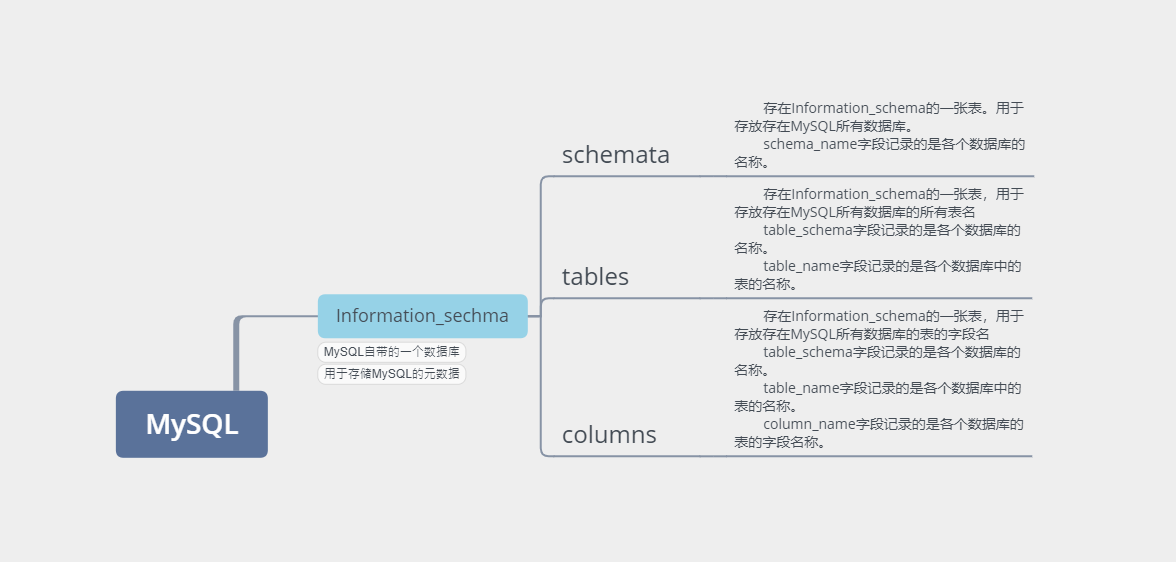 MySQL
Information_sechma
MySQL自带的一个数据库
用于存储MySQL的元数据
schemata
存在Information_schema的一张表。用于
存放存在MySQL所有数据库。
schema_name字段记录的是各个数据库的
名称。
tables
存在Information_schema的一张表，用于
存放存在MySQL所有数据库的所有表名
table_schema字段记录的是各个数据库的
名称。
table_name字段记录的是各个数据库中的
表的名称。
columns
存在Information_schema的一张表，用于
存放存在MySQL所有数据库的表的字段名
table_schema字段记录的是各个数据库的
名称。
table_name字段记录的是各个数据库中的
表的名称。
column_name字段记录的是各个数据库的
表的字段名称。